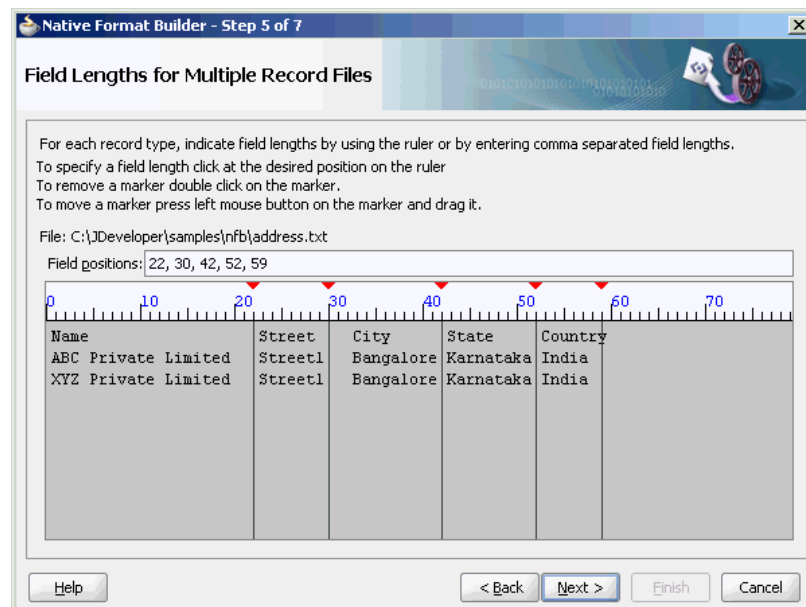 Native Format Builder - Step 5 of 7
Field Lengths for Multiple Record Files
For each record type, indicate field lengths by using the ruler or by entering comma separated field lengths.
To specify a field length click at the desired position on the ruler
To remove a marker double click on the marker.
To move a marker press left mouse button on the marker and drag it.
File: C:\JDeveloper\samples\nfb\address.txt
Field positions: 22, 30, 42, 52, 59
0 10 20 30 40 50 60 70
Name Street City State Country
ABC Private Limited Street1 Bangalore Karnataka India
XYZ Private Limited Street1 Bangalore Karnataka India
Help < Back Next > Finish Cancel